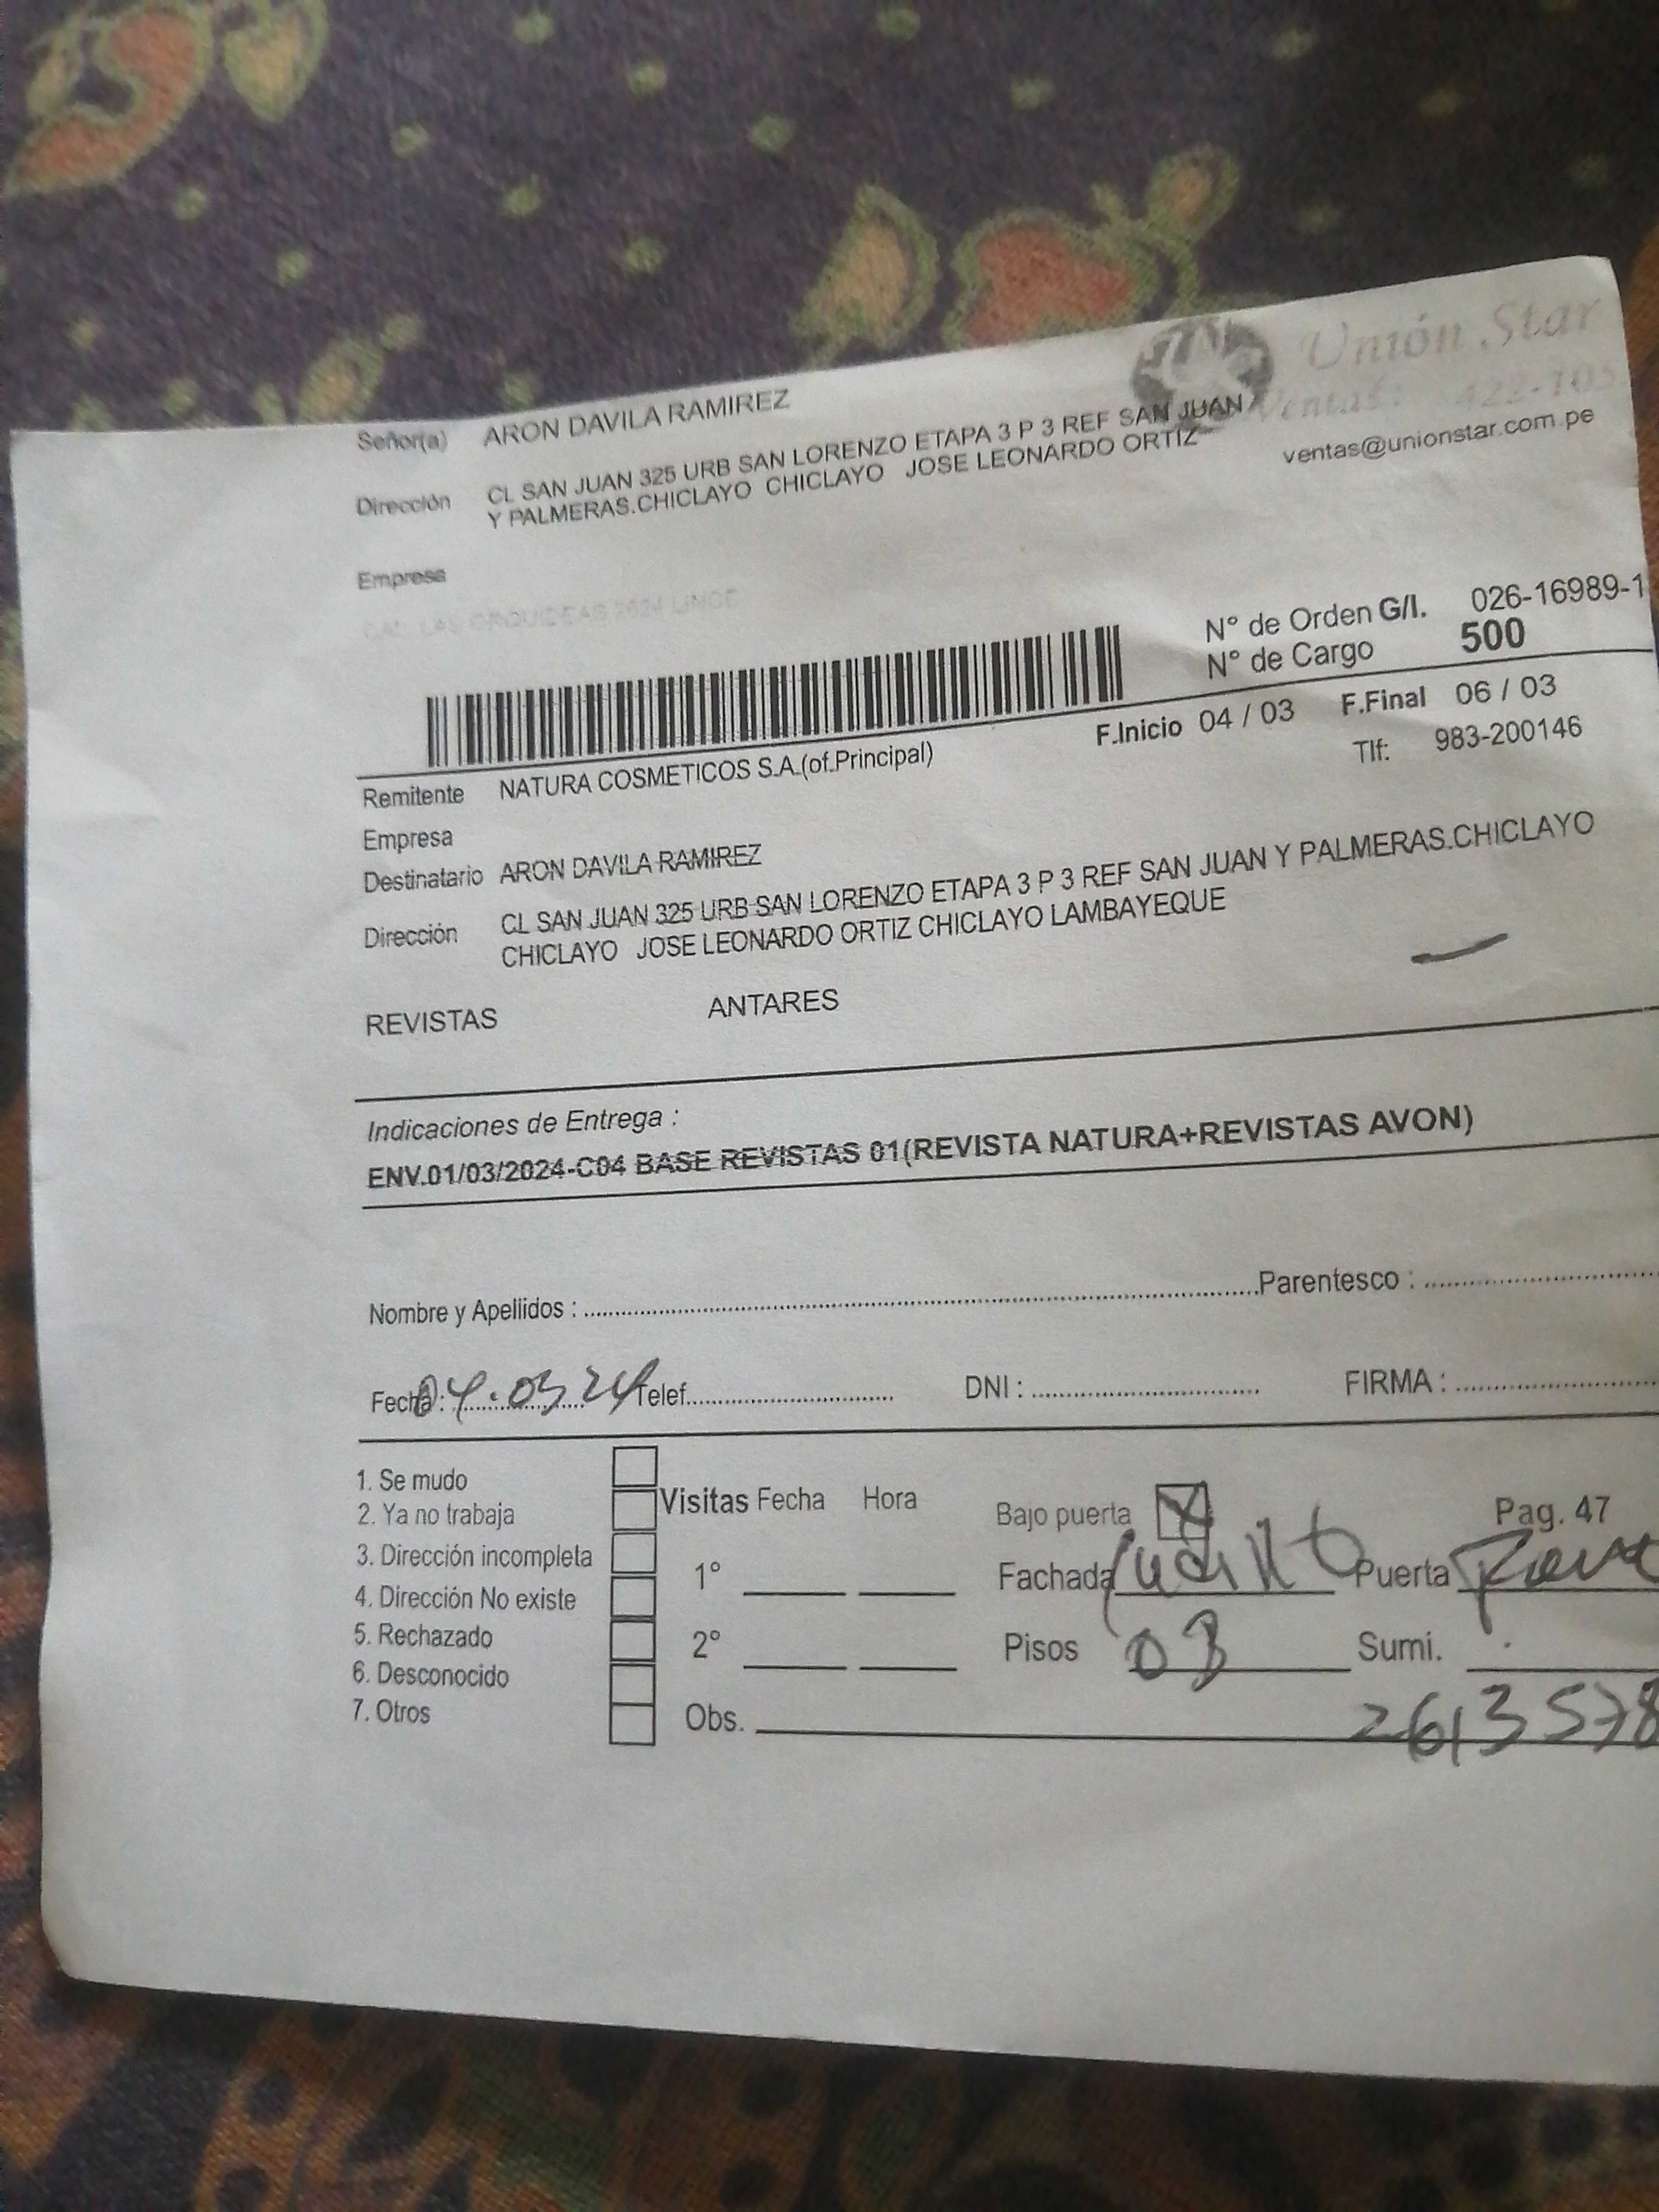 Unión Star
Ventas: 422-105
Señor(a) ARON DAVILA RAMIREZ
ventas@unionstar.com.pe
Dirección CL SAN JUAN 325 URB SAN LORENZO ETAPA 3 P 3 REF SAN JUAN
Y PALMERAS.CHICLAYO CHICLAYO JOSE LEONARDO ORTIZ
Empresa
CAL LAS ORQUIDEAS 2624 LINCE
N° de Orden G/I. 026-16989-1
N° de Cargo 500
F.Inicio 04 / 03 F.Final 06 / 03
Tlf: 983-200146
Remitente NATURA COSMETICOS S.A.(of.Principal)
Empresa
Destinatario ARON DAVILA RAMIREZ
Dirección CL SAN JUAN 325 URB SAN LORENZO ETAPA 3 P 3 REF SAN JUAN Y PALMERAS.CHICLAYO
CHICLAYO JOSE LEONARDO ORTIZ CHICLAYO LAMBAYEQUE
REVISTAS ANTARES
Indicaciones de Entrega :
ENV.01/03/2024-C04 BASE REVISTAS 01(REVISTA NATURA+REVISTAS AVON)
Nombre y Apellidos : Parentesco :
Fecha : 04.03 24 Telef. DNI : FIRMA :
1. Se mudo
2. Ya no trabaja
3. Dirección incompleta
4. Dirección No existe
5. Rechazado
6. Desconocido
7. Otros
Visitas Fecha Hora
1°
2°
Obs.
Bajo puerta X Pag. 47
Fachada Puerta
Pisos 03 Sumi.
2613578